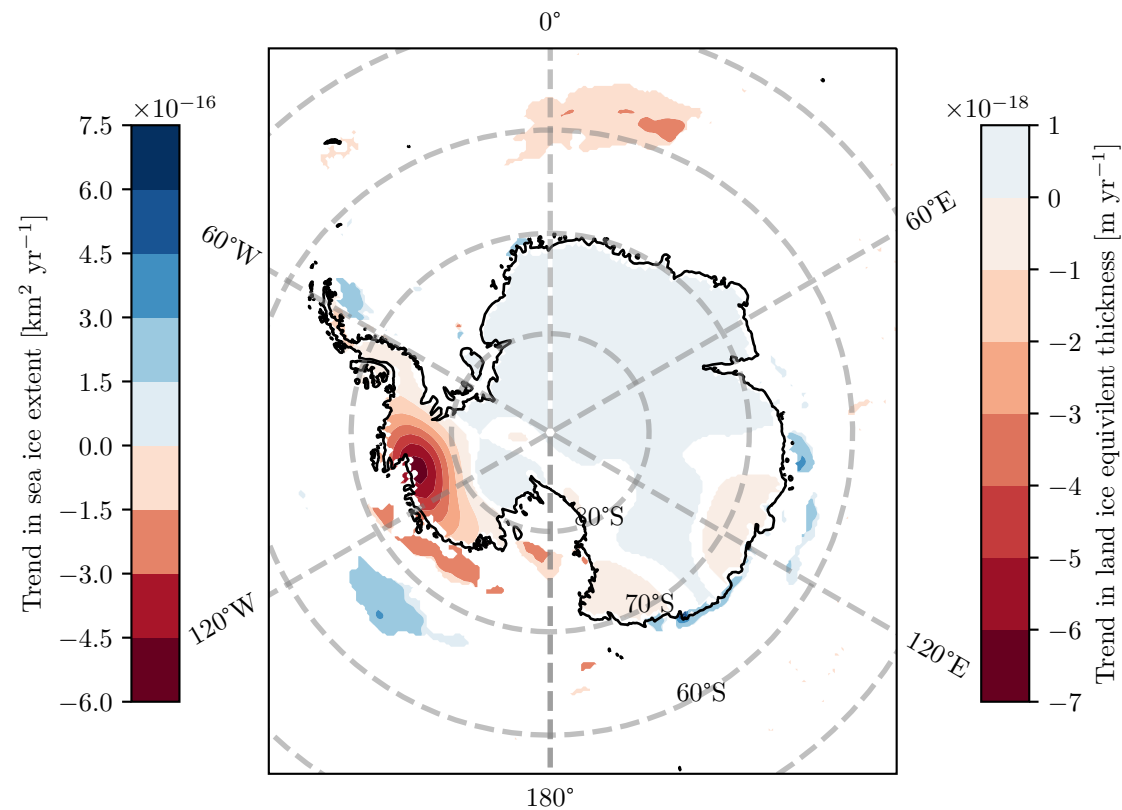 0°
×10⁻¹⁶
7.5
6.0
4.5
3.0
1.5
0.0
−1.5
−3.0
−4.5
−6.0
Trend in sea ice extent [km² yr⁻¹]
60°W
120°W
80°S
70°S
60°S
60°E
120°E
180°
×10⁻¹⁸
1
0
−1
−2
−3
−4
−5
−6
−7
Trend in land ice equivilent thickness [m yr⁻¹]